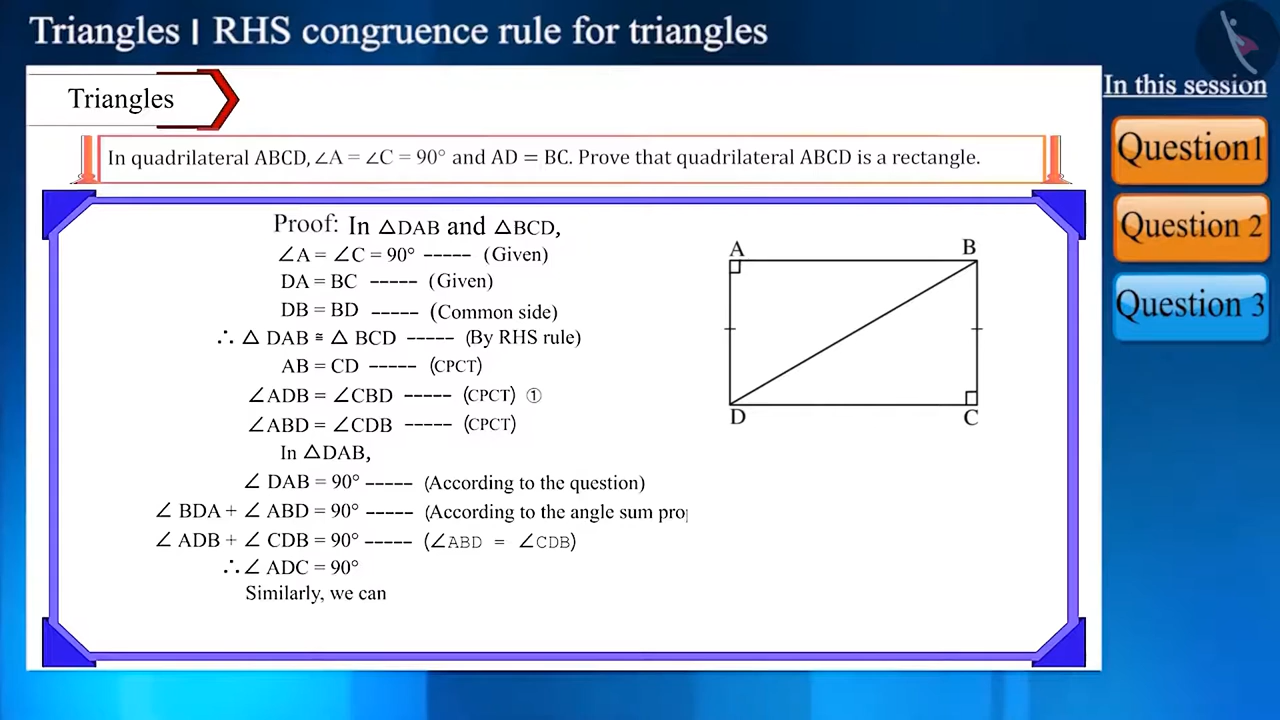 Triangles | RHS congruence rule for triangles
In this session
Triangles
Question1
In quadrilateral ABCD, ∠A = ∠C = 90° and AD = BC. Prove that quadrilateral ABCD is a rectangle.
Question 2
Question 3
Proof: In △DAB and △BCD,
∠A = ∠C = 90° ----- (Given)
DA = BC ----- (Given)
DB = BD ----- (Common side)
∴ △ DAB ≅ △ BCD ----- (By RHS rule)
AB = CD ----- (CPCT)
∠ADB = ∠CBD ----- (CPCT) ①
∠ABD = ∠CDB ----- (CPCT)
In △DAB,
∠ DAB = 90° ----- (According to the question)
∠ BDA + ∠ ABD = 90° ----- (According to the angle sum pro
∠ ADB + ∠ CDB = 90° ----- (∠ABD = ∠CDB)
∴ ∠ ADC = 90°
Similarly, we can
A B
D C